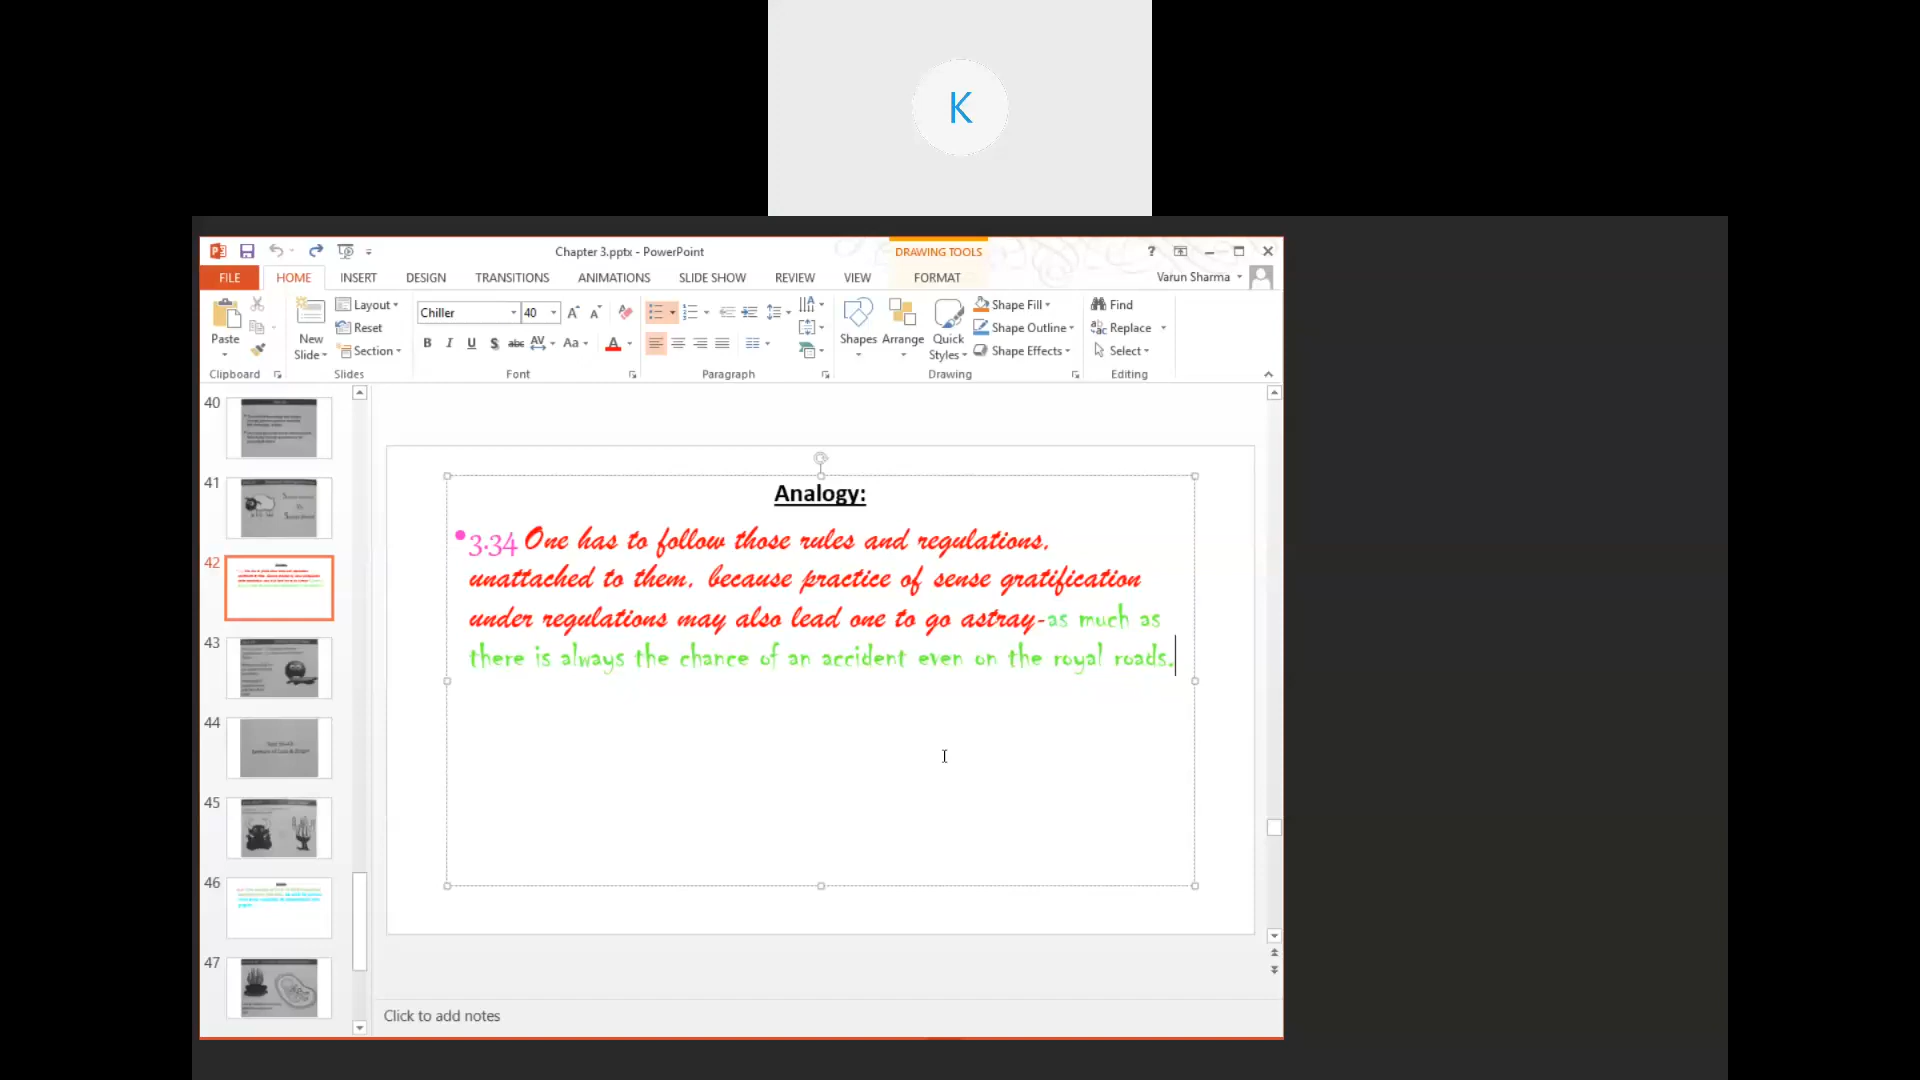 K
Chapter 3.pptx - PowerPoint
DRAWING TOOLS
?
FILE
HOME
INSERT
DESIGN
TRANSITIONS
ANIMATIONS
SLIDE SHOW
REVIEW
VIEW
FORMAT
Varun Sharma
Paste
New
Slide
Layout
Reset
Section
Chiller
40
B I U S abc AV Aa A
Shapes
Arrange
Quick
Styles
Shape Fill
Shape Outline
Shape Effects
Find
Replace
Select
Clipboard
Slides
Font
Paragraph
Drawing
Editing
40
41
42
43
44
45
46
47
Analogy:
•3.34 One has to follow those rules and regulations,
unattached to them, because practice of sense gratification
under regulations may also lead one to go astray-as much as
there is always the chance of an accident even on the royal roads.
Click to add notes